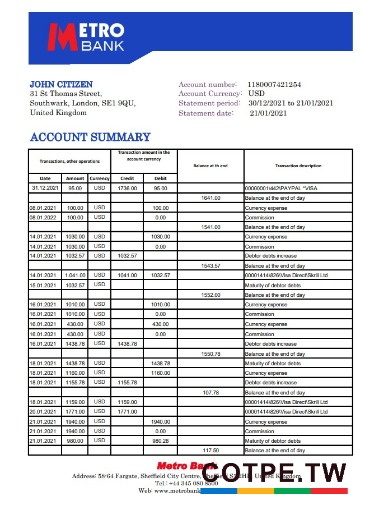 METRO
BANK
JOHN CITIZEN
31 St Thomas Street,
Southwark, London, SE1 9QU,
United Kingdom
Account number: 1180007421254
Account Currency: USD
Statement period: 30/12/2021 to 21/01/2021
Statement date: 21/01/2021
ACCOUNT SUMMARY
Transactions, other operations Transaction amount in the account currency Balance at th end Transaction description
Date Amount Currency Credit Debit
31.12.2021 95.00 USD 1736.00 95.00 00000001442\PAYPAL *VISA
1641.00 Balance at the end of day
08.01.2021 100.00 USD 100.00 Currency expense
08.01.2022 100.00 USD 0.00 Commission
1541.00 Balance at the end of day
14.01.2021 1030.00 USD 1030.00 Currency expense
14.01.2021 1030.00 USD 0.00 Commission
14.01.2021 1032.57 USD 1032.57 Debtor debts increase
1543.57 Balance at the end of day
14.01.2021 1.041.00 USD 1041.00 1032.57 00001414\826\Visa Direct\Skrill Ltd
15.01.2021 1032.57 USD Maturity of debtor debts
1552.00 Balance at the end of day
16.01.2021 1010.00 USD 1010.00 Currency expense
16.01.2021 1010.00 USD 0.00 Commission
16.01.2021 430.00 USD 430.00 Currency expense
16.01.2021 430.00 USD 0.00 Commission
16.01.2021 1438.78 USD 1438.78 Debtor debts increase
1550.78 Balance at the end of day
18.01.2021 1438.78 USD 1438.78 Maturity of debtor debts
18.01.2021 1160.00 USD 1160.00 Currency expense
18.01.2021 1155.78 USD 1155.78 Debtor debts increase
107.78 Balance at the end of day
18.01.2021 1159.00 USD 1159.00 00001414\826\Visa Direct\Skrill Ltd
20.01.2021 1771.00 USD 1771.00 00001414\826\Visa Direct\Skrill Ltd
21.01.2021 1940.00 USD 1940.00 Currency expense
21.01.2021 1940.00 USD 0.00 Commission
21.01.2021 980.00 USD 980.28 Maturity of debtor debts
117.50 Balance at the end of day
Metro Bank
Address: 58-64 Fargate, Sheffield City Centre, Sheffield S1 2HE, United Kingdom
Tel.: +44 345 080 8500
Web: www.metrobank
GOTPE.TW